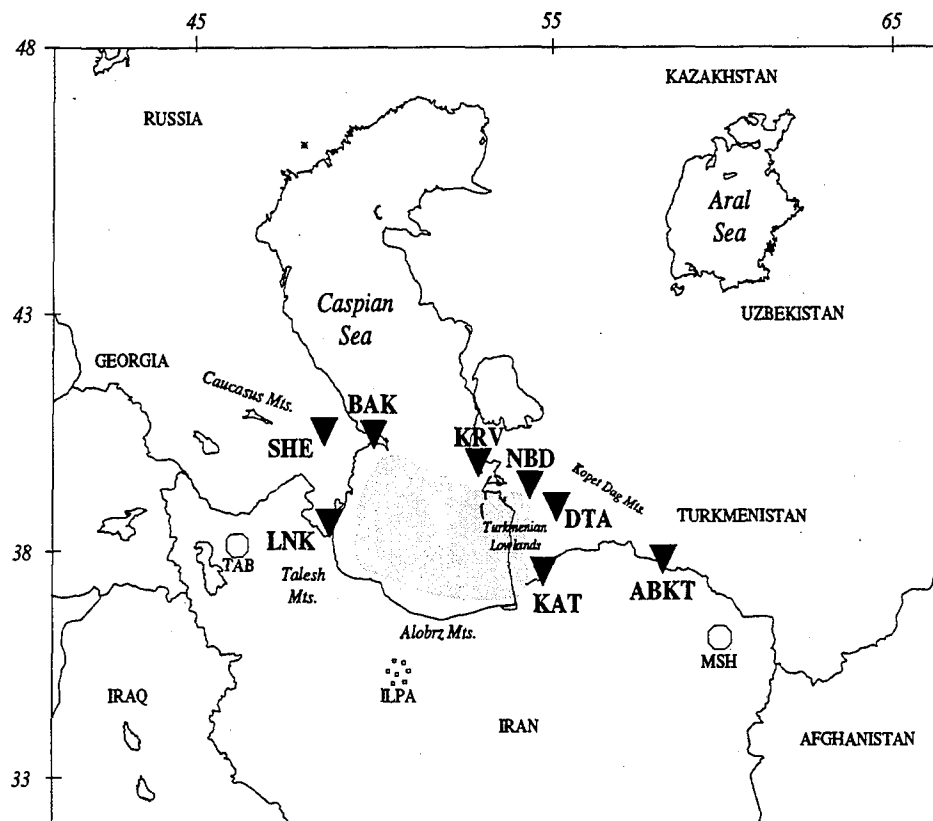 45 55 65
48
KAZAKHSTAN
RUSSIA
Aral
Sea
Caspian
Sea
43
UZBEKISTAN
GEORGIA
Caucasus Mts.
BAK
SHE
KRV
NBD
Kopet Dag Mts.
DTA
TURKMENISTAN
Turkmenian
Lowlands
LNK
38
TAB
Talesh
Mts.
KAT
ABKT
Alobrz Mts.
MSH
ILPA
IRAQ
IRAN
AFGHANISTAN
33